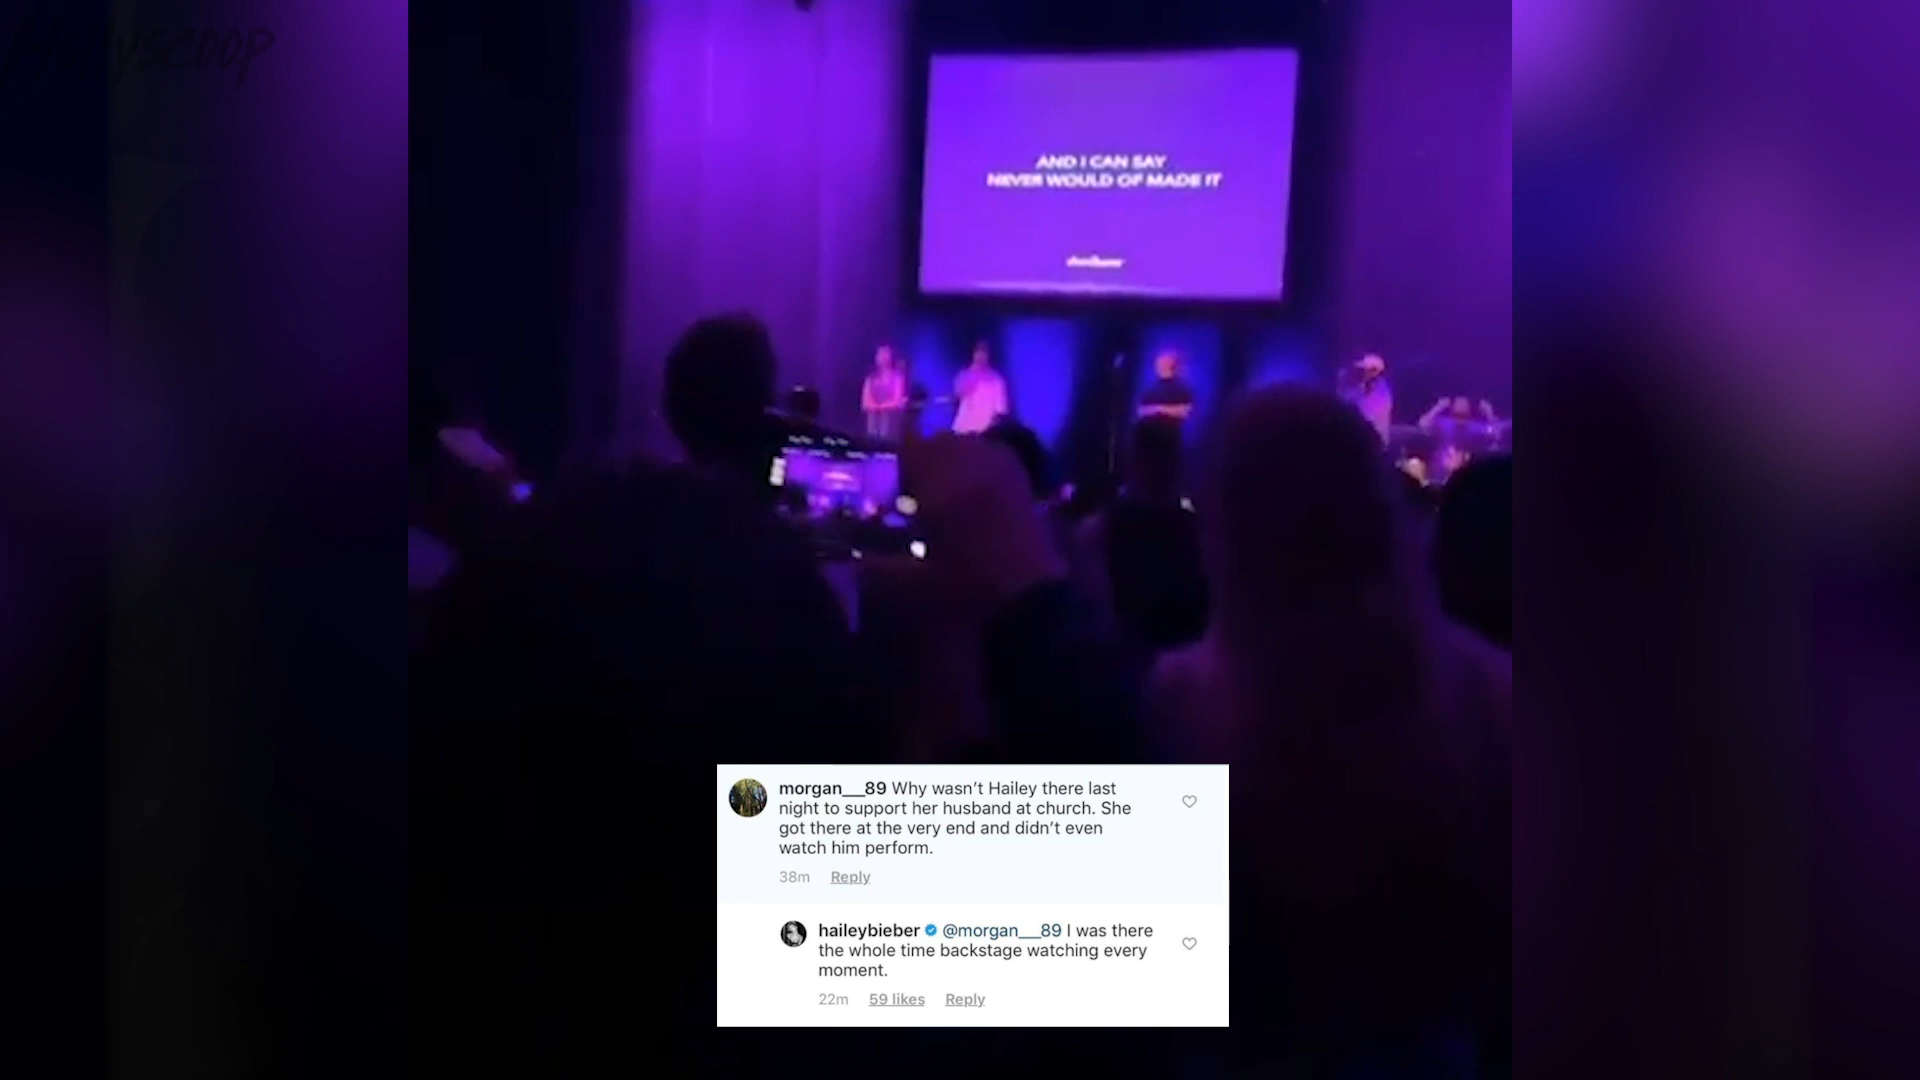 AND I CAN SAY
NEVER WOULD OF MADE IT
morgan___89 Why wasn't Hailey there last
night to support her husband at church. She
got there at the very end and didn't even
watch him perform.
38m Reply
haileybieber @morgan___89 I was there
the whole time backstage watching every
moment.
22m 59 likes Reply